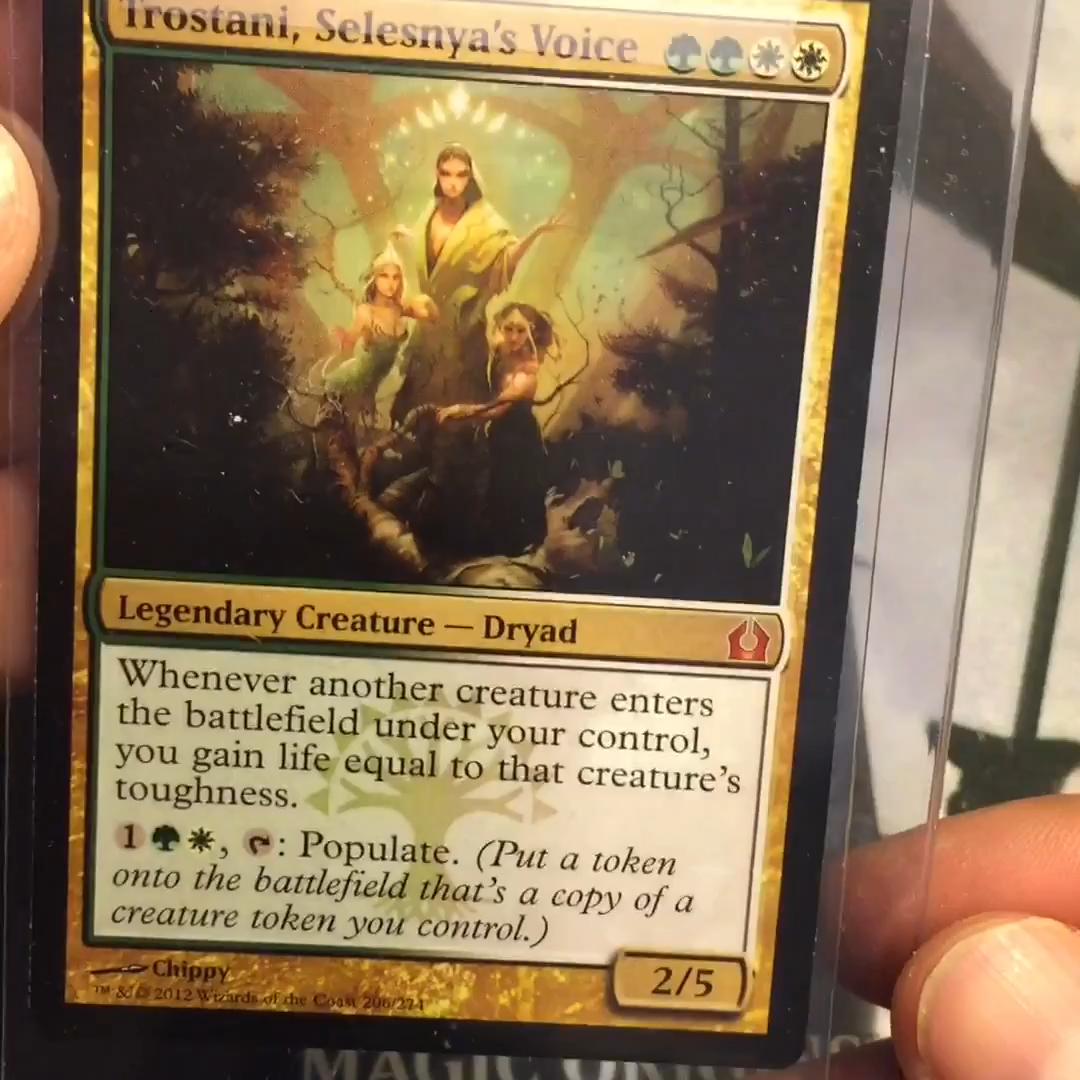 Trostani, Selesnya's Voice
Legendary Creature — Dryad
Whenever another creature enters
the battlefield under your control,
you gain life equal to that creature's
toughness.
1, : Populate. (Put a token
onto the battlefield that's a copy of a
creature token you control.)
Chippy
2/5
™ & © 2012 Wizards of the Coast 206/274
MAGIC